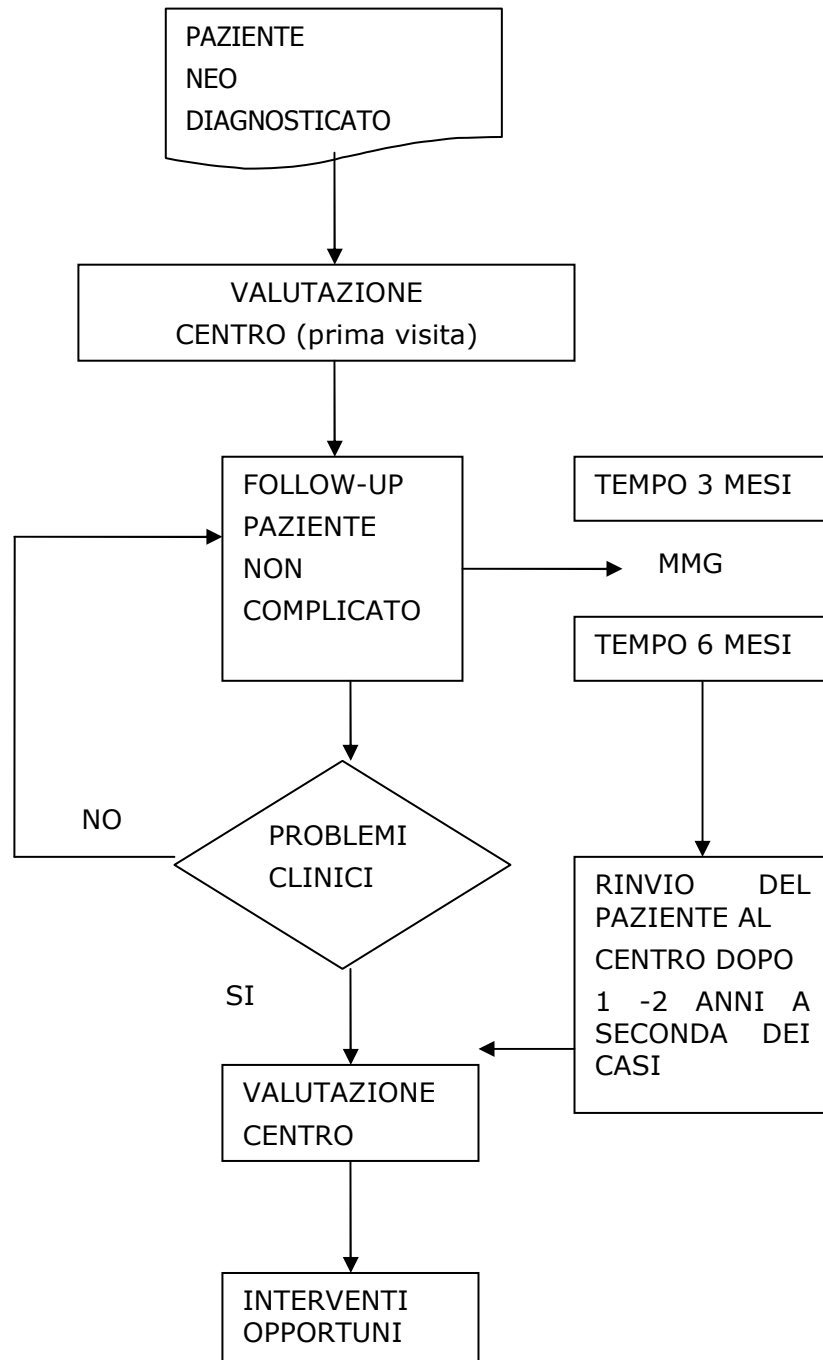 PAZIENTE
NEO
DIAGNOSTICATO
VALUTAZIONE
CENTRO (prima visita)
FOLLOW-UP
PAZIENTE
NON
COMPLICATO
TEMPO 3 MESI
MMG
TEMPO 6 MESI
NO
PROBLEMI
CLINICI
SI
RINVIO DEL
PAZIENTE AL
CENTRO DOPO
1 -2 ANNI A
SECONDA DEI
CASI
VALUTAZIONE
CENTRO
INTERVENTI
OPPORTUNI